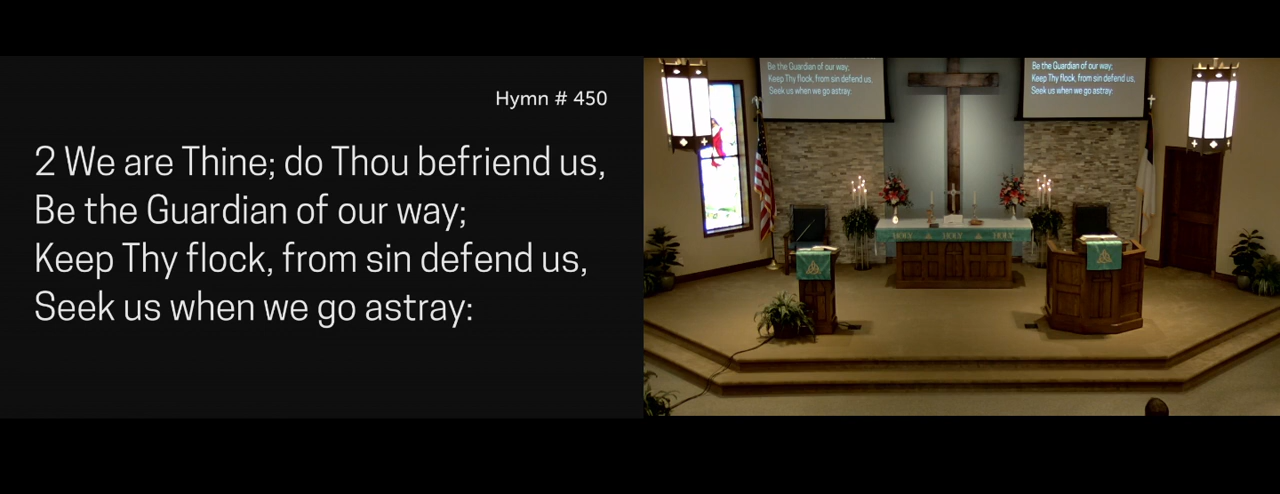 Hymn # 450
2 We are Thine; do Thou befriend us,
Be the Guardian of our way;
Keep Thy flock, from sin defend us,
Seek us when we go astray:
Be the Guardian of our way;
Keep Thy flock, from sin defend us,
Seek us when we go astray:
Be the Guardian of our way;
Keep Thy flock, from sin defend us,
Seek us when we go astray:
HOLY HOLY HOLY